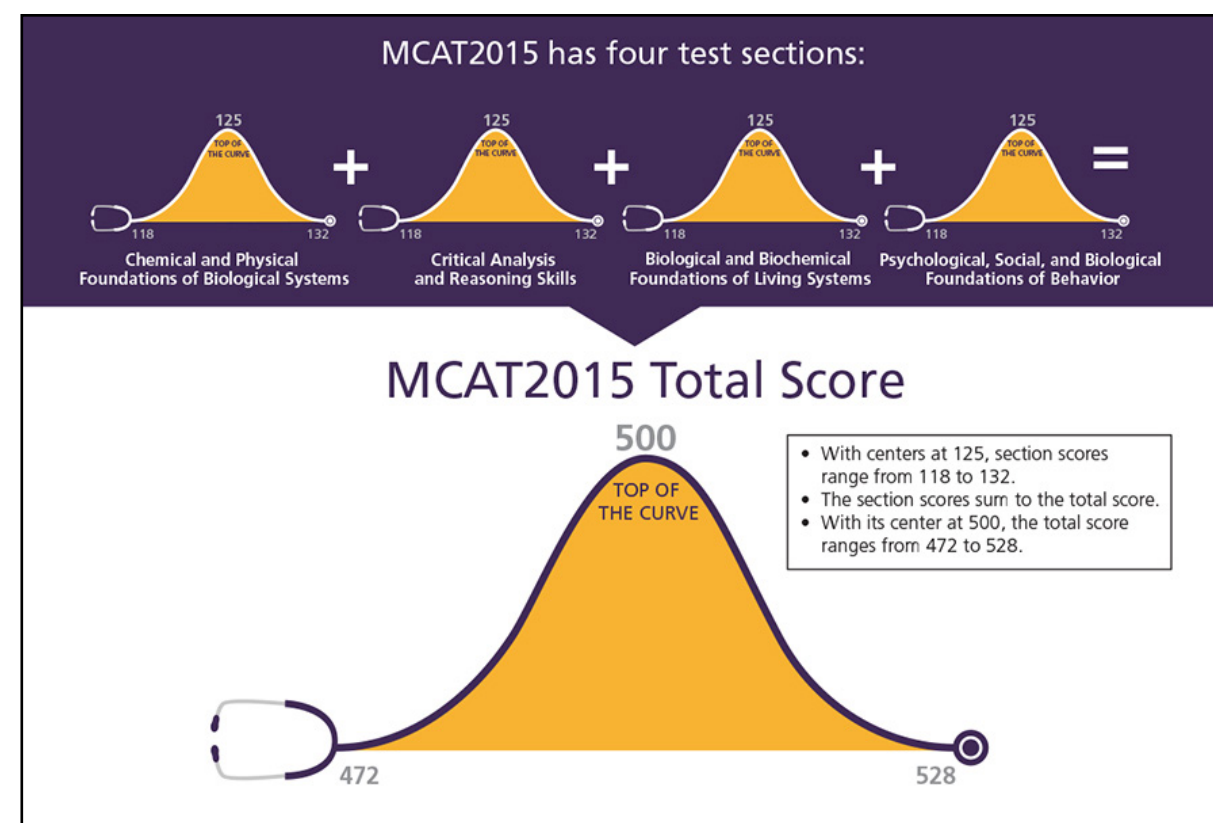 MCAT2015 has four test sections:
125
TOP OF
THE CURVE
118
132
Chemical and Physical
Foundations of Biological Systems
+
125
TOP OF
THE CURVE
118
132
Critical Analysis
and Reasoning Skills
+
125
TOP OF
THE CURVE
118
132
Biological and Biochemical
Foundations of Living Systems
+
125
TOP OF
THE CURVE
118
132
Psychological, Social, and Biological
Foundations of Behavior
=
MCAT2015 Total Score
500
TOP OF
THE CURVE
472
528
• With centers at 125, section scores
range from 118 to 132.
• The section scores sum to the total score.
• With its center at 500, the total score
ranges from 472 to 528.